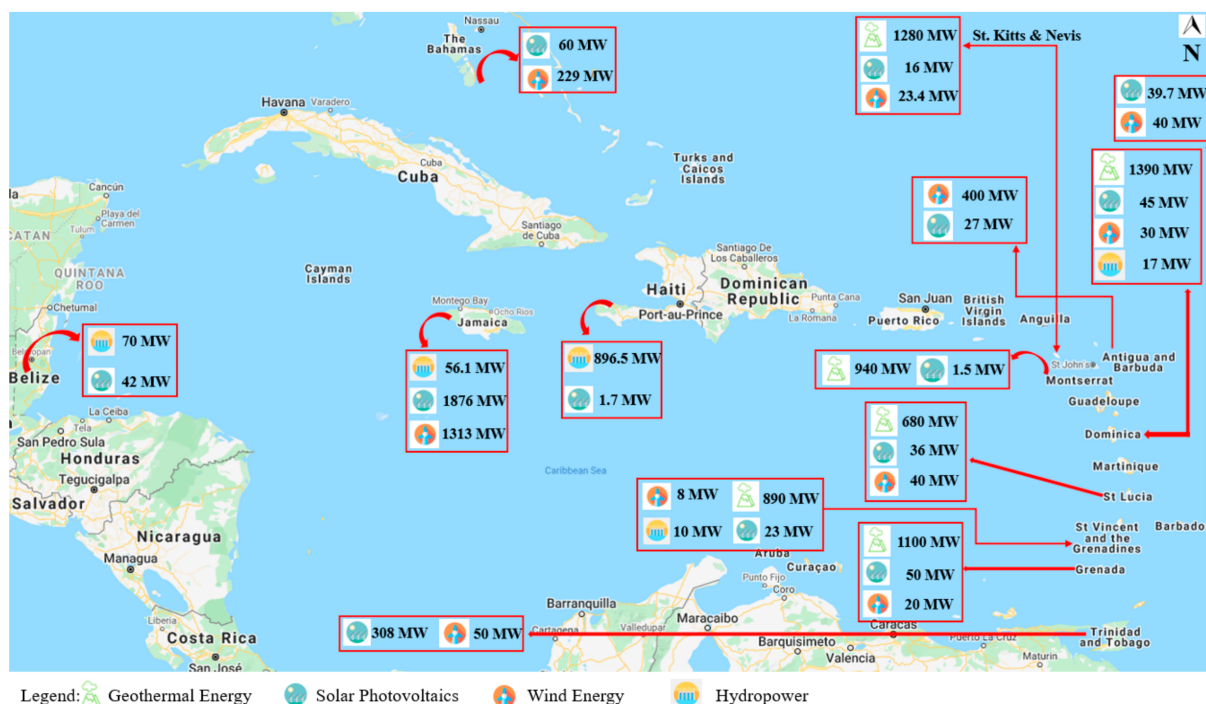 Nassau
The
Bahamas
60 MW
229 MW
1280 MW
16 MW
23.4 MW
St. Kitts & Nevis
N
39.7 MW
40 MW
1390 MW
45 MW
30 MW
17 MW
400 MW
27 MW
Havana
Varadero
Cuba
Cuba
Santiago
de Cuba
Turks and
Caicos
Islands
Cancún
Playa del
Carmen
Tulum
CATAN
QUINTANA
ROO
Chetumal
Cayman
Islands
Montego Bay
Ocho Rios
Jamaica
Haiti
Port-au-Prince
Santiago De
Los Caballeros
Dominican
Republic
Punta Cana
La Romana
San Juan
Puerto Rico
British
Virgin
Islands
Anguilla
St John's
Antigua and
Barbuda
Montserrat
Guadeloupe
Dominica
Martinique
St Lucia
St Vincent
and the
Grenadines
Barbado
Grenada
Trinidad
and Tobago
Belmopan
Belize
70 MW
42 MW
56.1 MW
1876 MW
1313 MW
896.5 MW
1.7 MW
940 MW
1.5 MW
680 MW
36 MW
40 MW
8 MW
890 MW
10 MW
23 MW
1100 MW
50 MW
20 MW
308 MW
50 MW
La Ceiba
Tela
San Pedro Sula
Honduras
Tegucigalpa
Salvador
Nicaragua
Managua
Liberia
Costa Rica
San José
Caribbean Sea
Aruba
Curaçao
Punto Fijo
Coro
Barranquilla
Cartagena
Valledupar
Maracaibo
Barquisimeto
Valencia
Caracas
Puerto La Cruz
Maturin
Legend: Geothermal Energy Solar Photovoltaics Wind Energy Hydropower